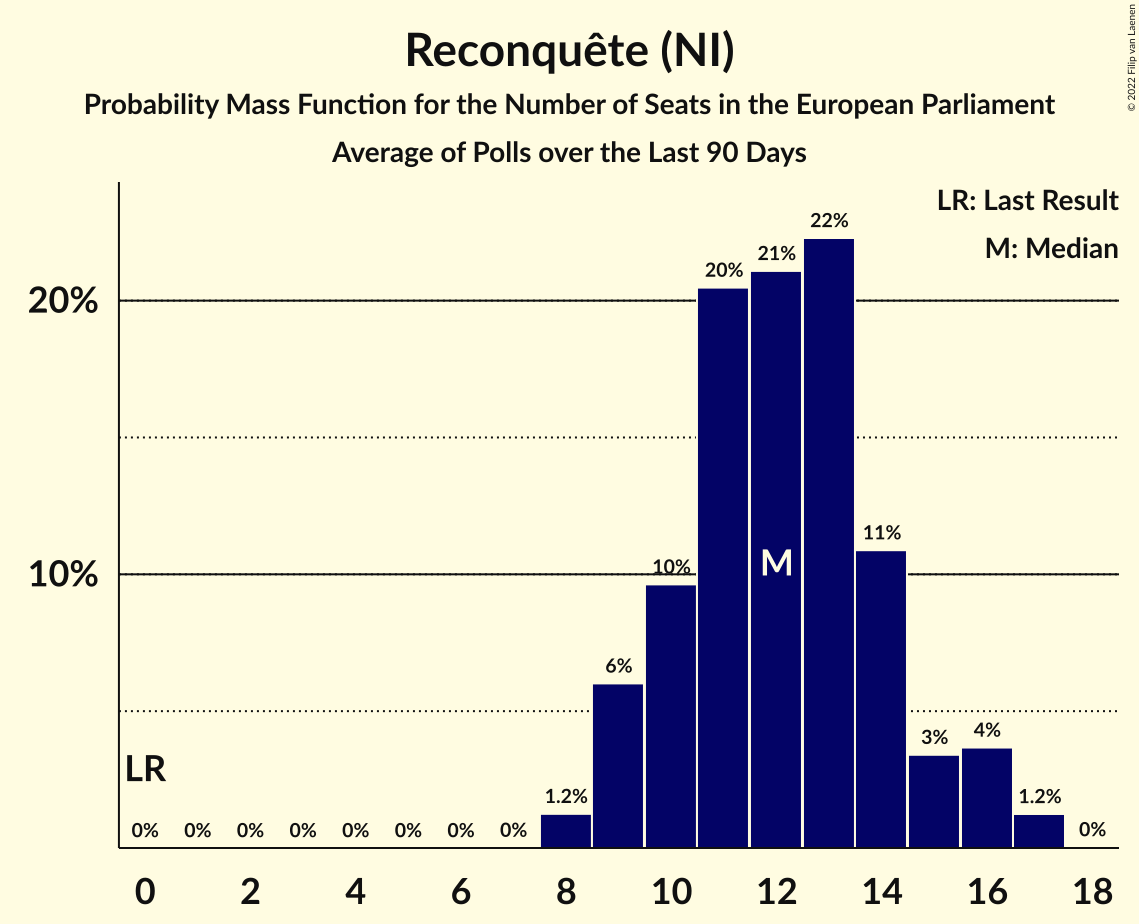 Reconquête (NI)
Probability Mass Function for the Number of Seats in the European Parliament
Average of Polls over the Last 90 Days
© 2022 Filip van Laenen
LR: Last Result
M: Median
22%
21%
20%
20%
11%
M
10%
10%
6%
4%
3%
LR
1.2%
1.2%
0% 0% 0% 0% 0% 0% 0% 0% 0%
0 2 4 6 8 10 12 14 16 18